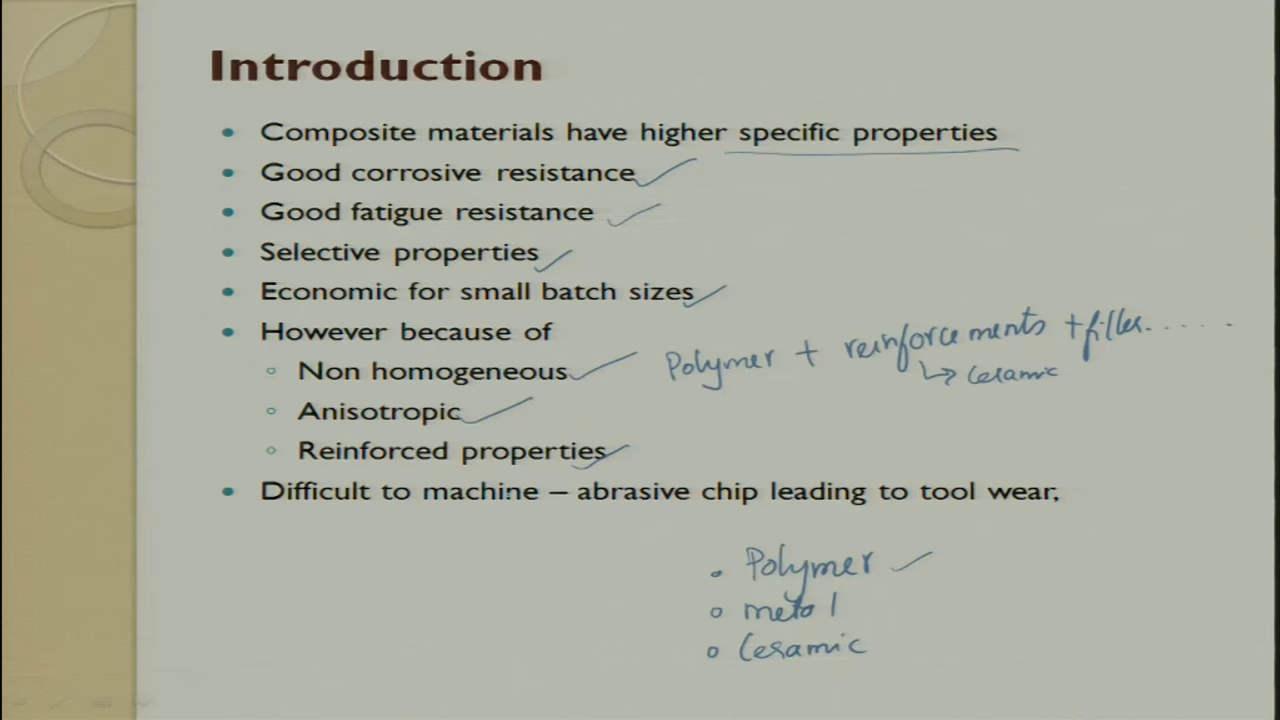 Introduction
Composite materials have higher specific properties
Good corrosive resistance
Good fatigue resistance
Selective properties
Economic for small batch sizes
However because of
Non homogeneous
Polymer + reinforcements + filler......
↳ Ceramic
Anisotropic
Reinforced properties
Difficult to machine – abrasive chip leading to tool wear,
Polymer
metal
Ceramic